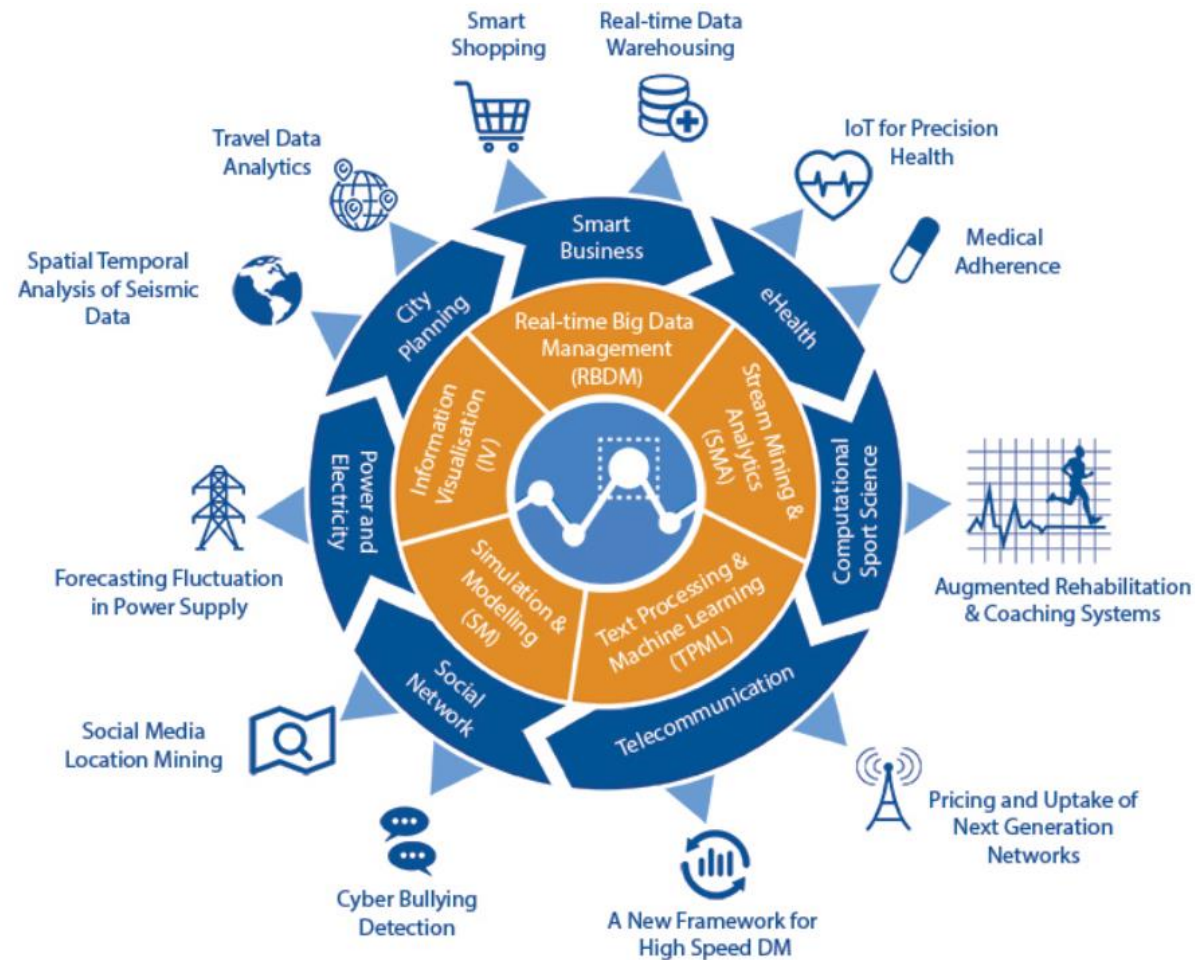 Smart
Shopping
Real-time Data
Warehousing
IoT for Precision
Health
Medical
Adherence
Augmented Rehabilitation
& Coaching Systems
Pricing and Uptake of
Next Generation
Networks
A New Framework for
High Speed DM
Cyber Bullying
Detection
Social Media
Location Mining
Forecasting Fluctuation
in Power Supply
Spatial Temporal
Analysis of Seismic
Data
Travel Data
Analytics
Smart
Business
eHealth
Computational
Sport Science
Telecommunication
Social
Network
Power and
Electricity
City
Planning
Real-time Big Data
Management
(RBDM)
Stream Mining &
Analytics
(SMA)
Text Processing &
Machine Learning
(TPML)
Simulation &
Modelling
(SM)
Information
Visualisation
(IV)